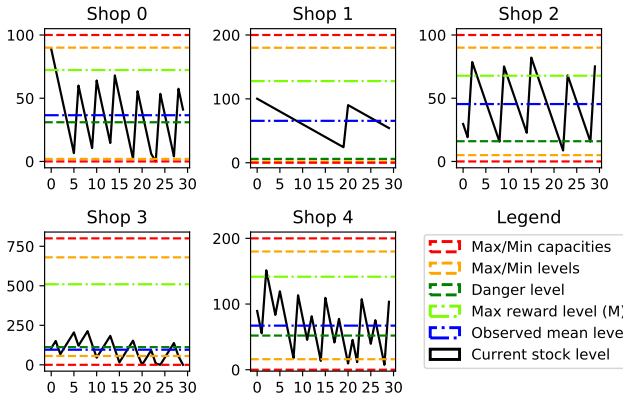 Shop 0
Shop 1
Shop 2
100
50
0
0 5 10 15 20 25 30
200
100
0
0 5 10 15 20 25 30
100
50
0
0 5 10 15 20 25 30
Shop 3
Shop 4
Legend
750
500
250
0
0 5 10 15 20 25 30
200
100
0
0 5 10 15 20 25 30
Max/Min capacities
Max/Min levels
Danger level
Max reward level (M)
Observed mean leve
Current stock level